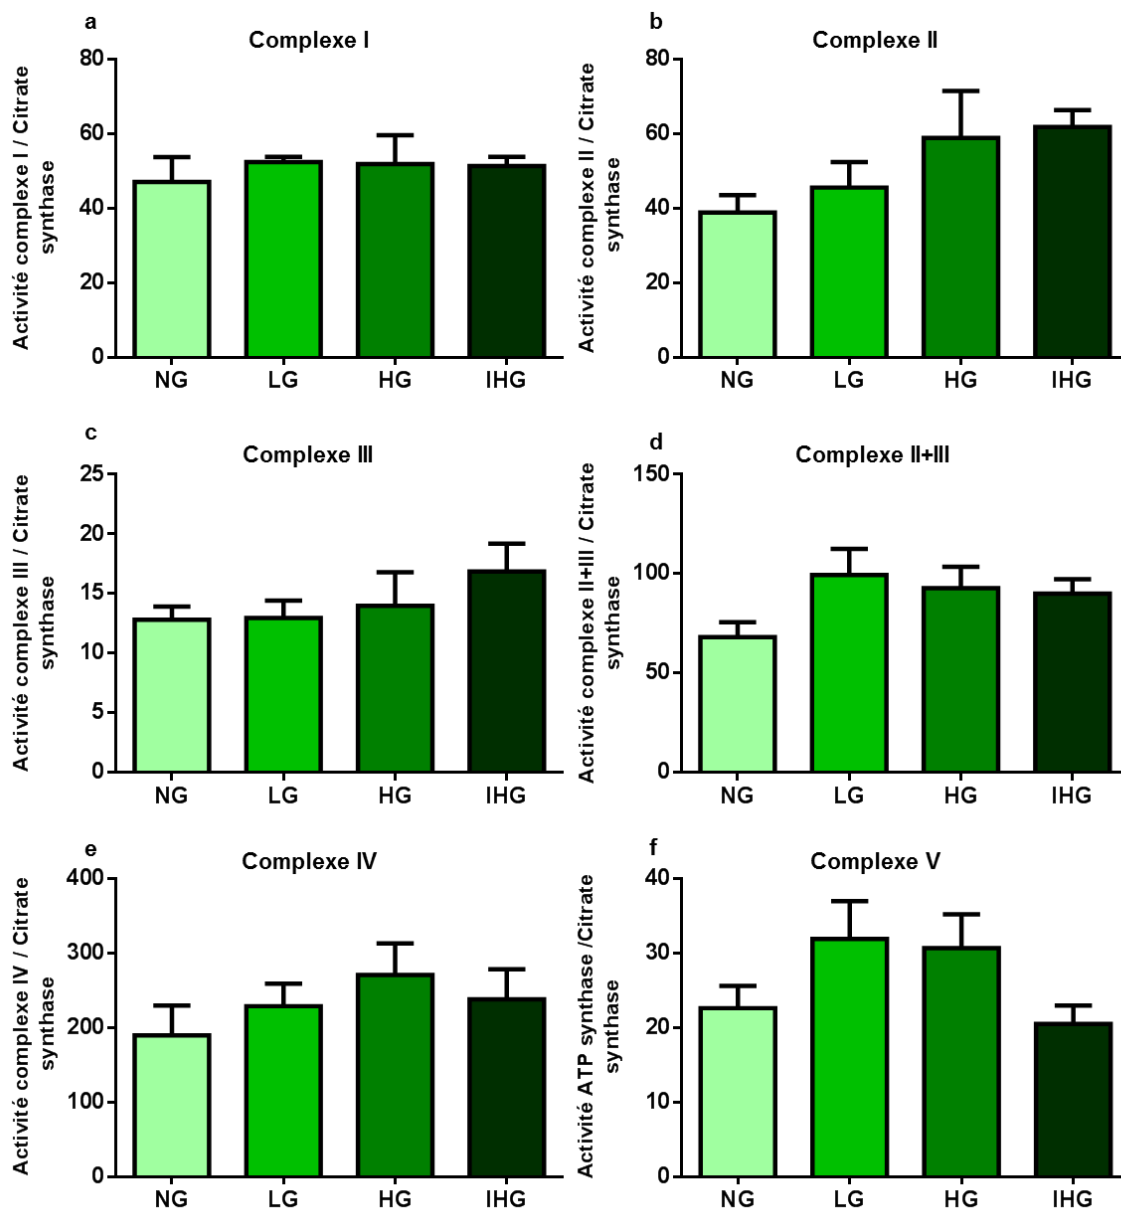 a
Complexe I
Activité complexe I / Citrate
synthase
80
60
40
20
0
NG LG HG IHG
b
Complexe II
Activité complexe II / Citrate
synthase
80
60
40
20
0
NG LG HG IHG
c
Complexe III
Activité complexe III / Citrate
synthase
25
20
15
10
5
0
NG LG HG IHG
d
Complexe II+III
Activité complexe II+III / Citrate
synthase
150
100
50
0
NG LG HG IHG
e
Complexe IV
Activité complexe IV / Citrate
synthase
400
300
200
100
0
NG LG HG IHG
f
Complexe V
Activité ATP synthase /Citrate
synthase
40
30
20
10
0
NG LG HG IHG